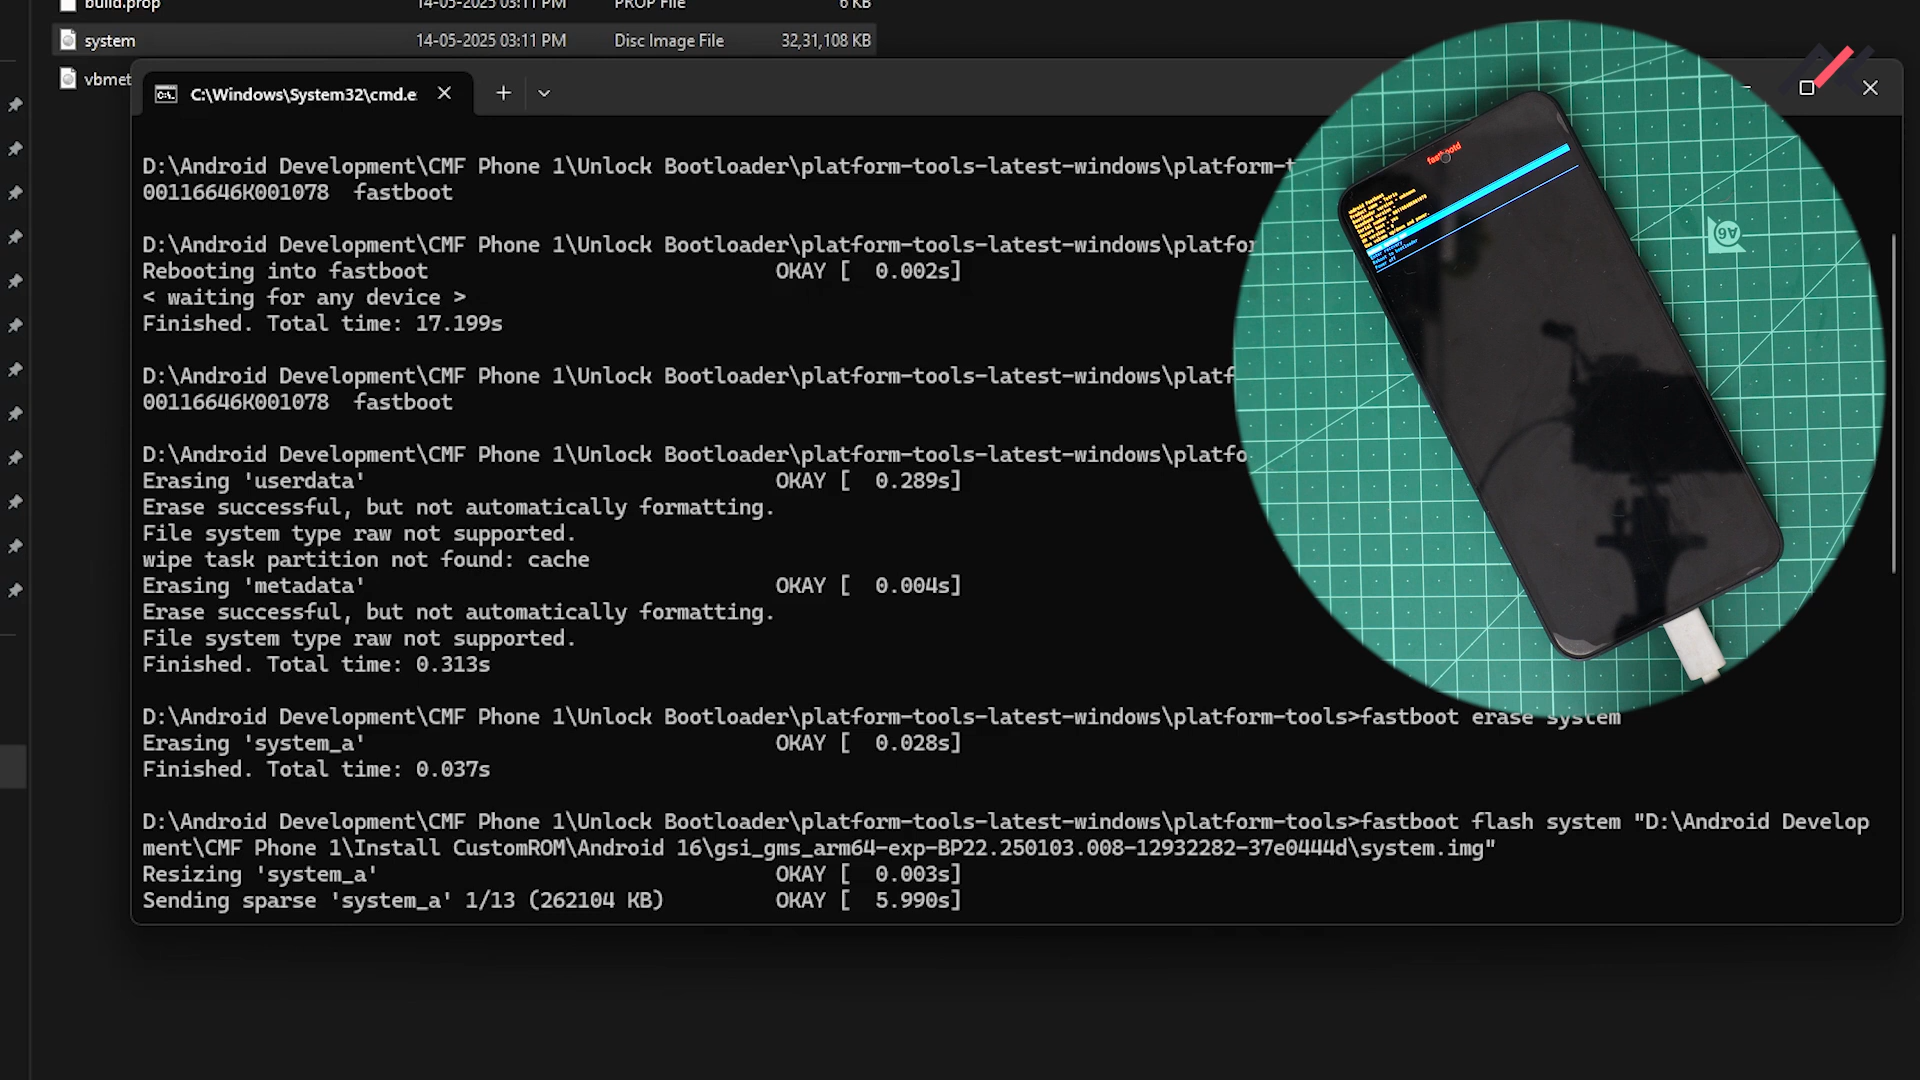 build.prop 14-05-2025 03:11 PM PROP File 6 KB
system 14-05-2025 03:11 PM Disc Image File 32,31,108 KB
vbmet
C:\Windows\System32\cmd.e
D:\Android Development\CMF Phone 1\Unlock Bootloader\platform-tools-latest-windows\platform-t
00116646K001078 fastboot
D:\Android Development\CMF Phone 1\Unlock Bootloader\platform-tools-latest-windows\platfor
Rebooting into fastboot OKAY [ 0.002s]
< waiting for any device >
Finished. Total time: 17.199s
D:\Android Development\CMF Phone 1\Unlock Bootloader\platform-tools-latest-windows\platf
00116646K001078 fastboot
D:\Android Development\CMF Phone 1\Unlock Bootloader\platform-tools-latest-windows\platfo
Erasing 'userdata' OKAY [ 0.289s]
Erase successful, but not automatically formatting.
File system type raw not supported.
wipe task partition not found: cache
Erasing 'metadata' OKAY [ 0.004s]
Erase successful, but not automatically formatting.
File system type raw not supported.
Finished. Total time: 0.313s
D:\Android Development\CMF Phone 1\Unlock Bootloader\platform-tools-latest-windows\platform-tools>fastboot erase system
Erasing 'system_a' OKAY [ 0.028s]
Finished. Total time: 0.037s
D:\Android Development\CMF Phone 1\Unlock Bootloader\platform-tools-latest-windows\platform-tools>fastboot flash system "D:\Android Develop
ment\CMF Phone 1\Install CustomROM\Android 16\gsi_gms_arm64-exp-BP22.250103.008-12932282-37e0444d\system.img"
Resizing 'system_a' OKAY [ 0.003s]
Sending sparse 'system_a' 1/13 (262104 KB) OKAY [ 5.990s]
fastbootd
A6